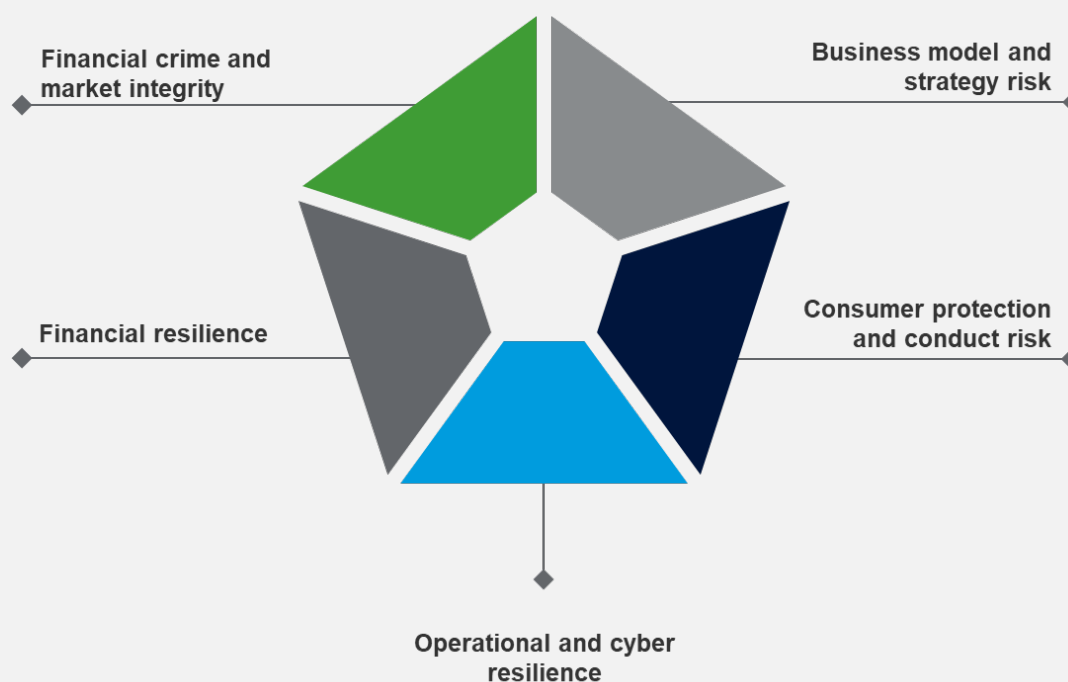 Financial crime and
market integrity
Business model and
strategy risk
Financial resilience
Consumer protection
and conduct risk
Operational and cyber
resilience